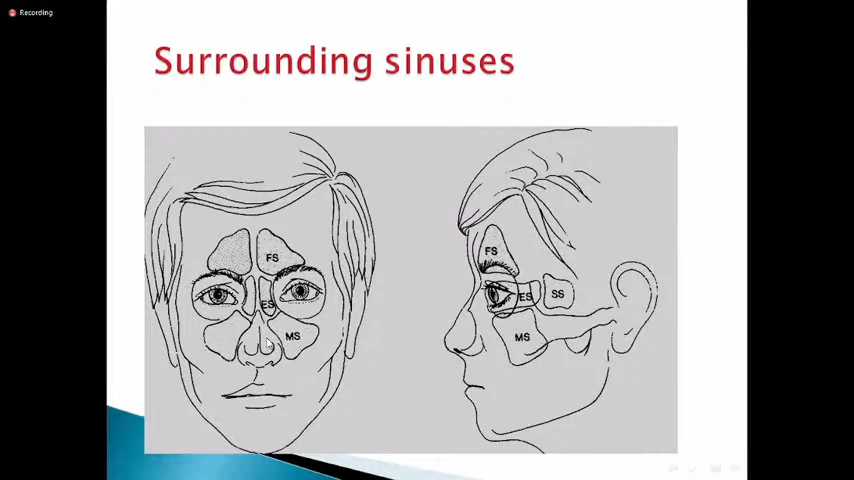 Recording
Surrounding sinuses
FS
ES
MS
FS
ES
SS
MS